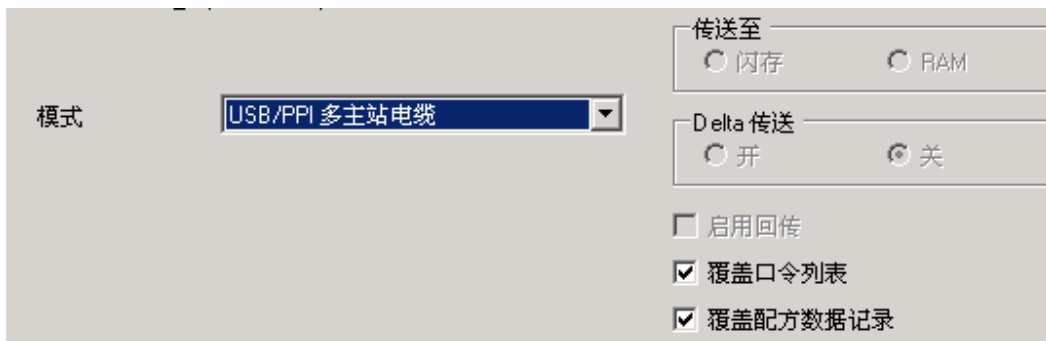 传送至
闪存 RAM
模式 USB/PPI 多主站电缆
Delta 传送
开 关
启用回传
覆盖口令列表
覆盖配方数据记录